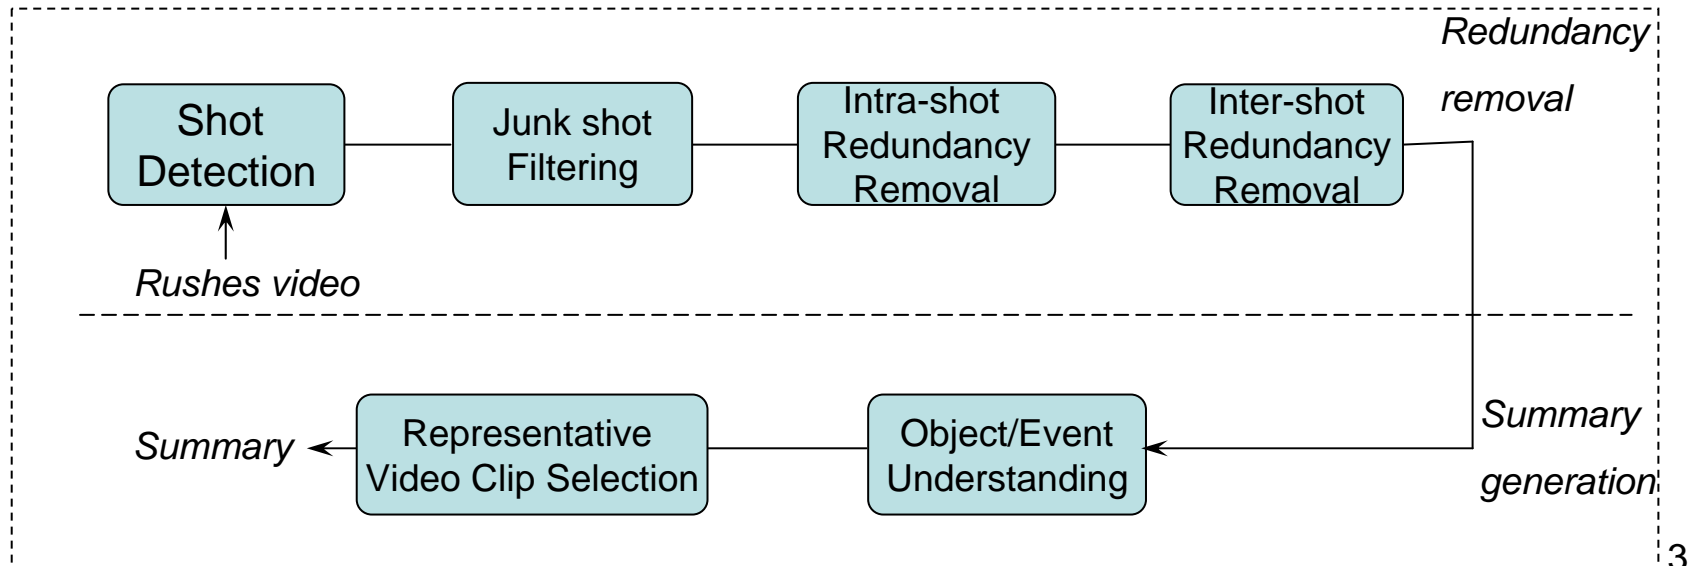 Redundancy
removal
Shot
Detection
Junk shot
Filtering
Intra-shot
Redundancy
Removal
Inter-shot
Redundancy
Removal
Rushes video
Summary
Representative
Video Clip Selection
Object/Event
Understanding
Summary
generation
3